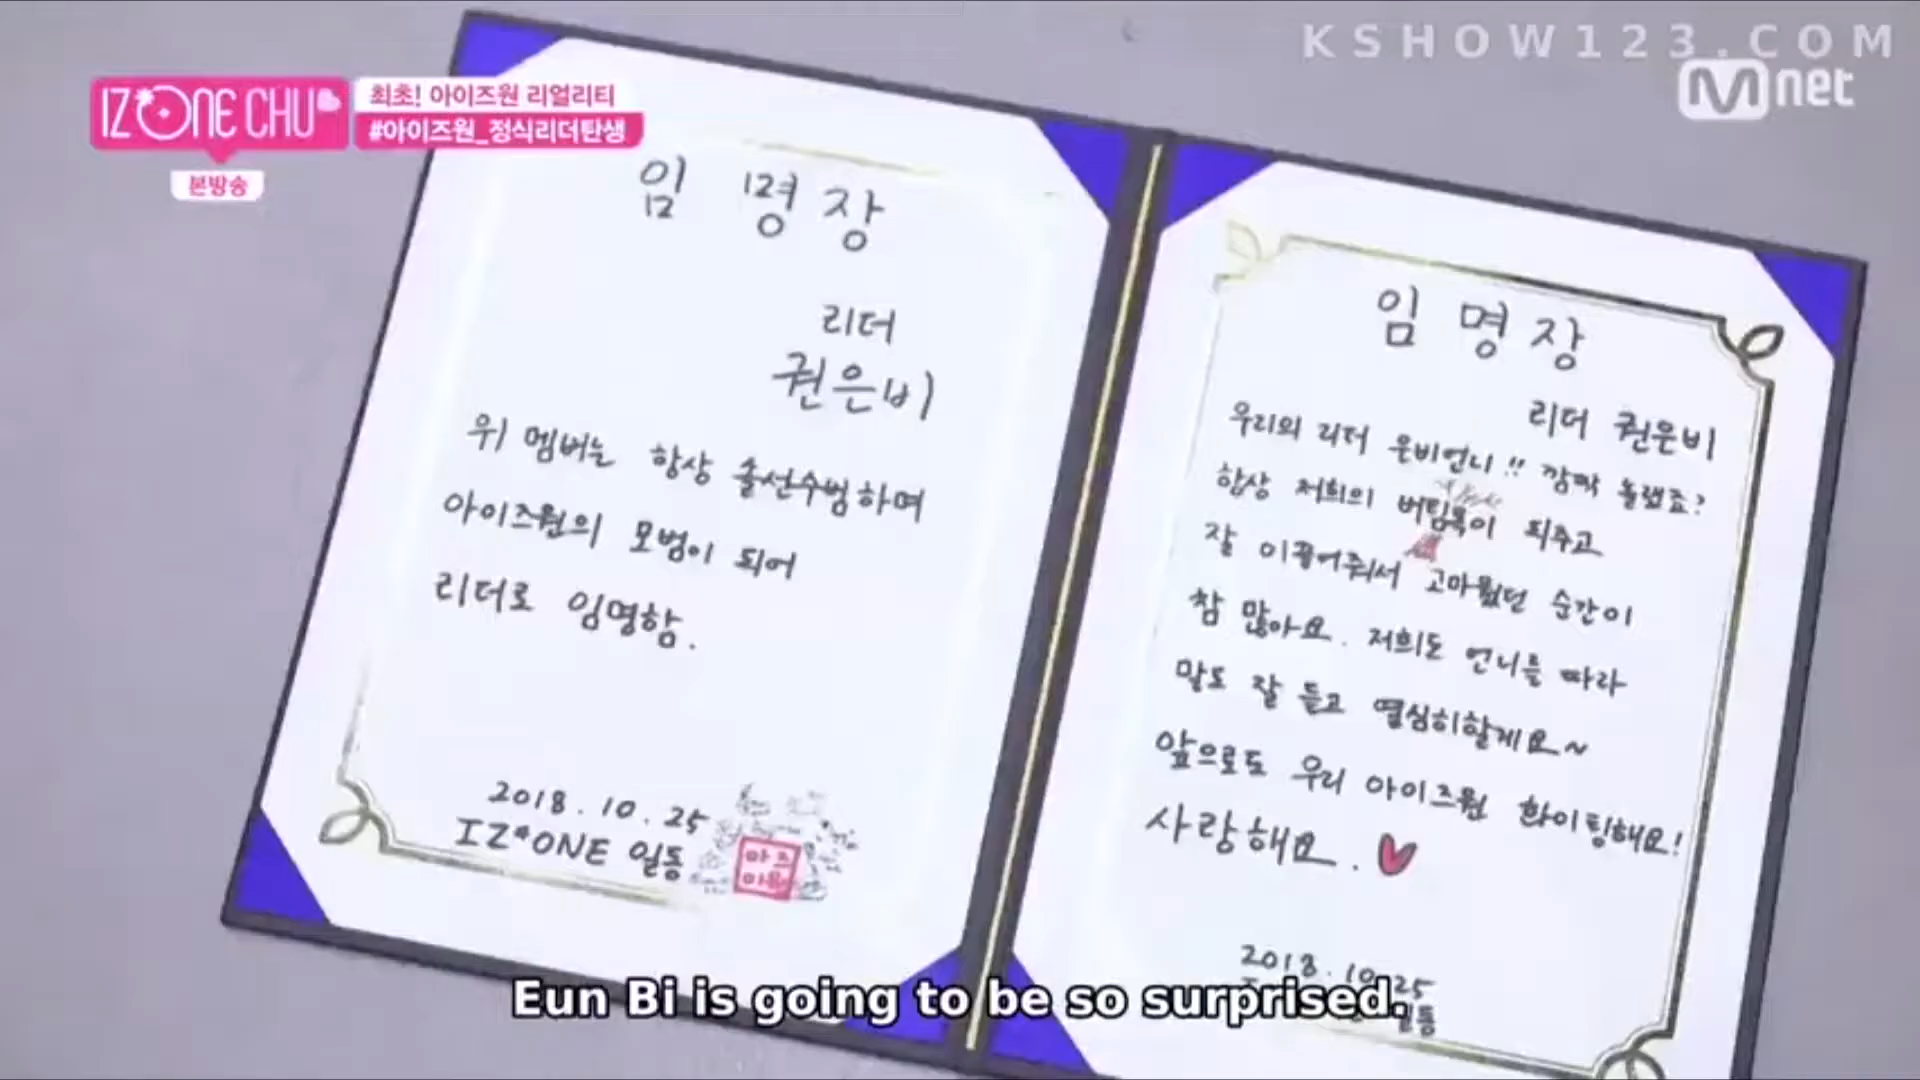 KSHOW123.COM
Mnet
IZ*ONE CHU
최초! 아이즈원 리얼리티
#아이즈원_정식리더탄생
본방송
임 명 장
리더
권은비
위 멤버는 항상 솔선수범하며
아이즈원의 모범이 되어
리더로 임명함.
2018.10.25
IZ*ONE 일동
임 명 장
리더 권은비
우리의 리더 은비언니!! 깜짝 놀랬죠?
항상 저희의 버팀목이 되주고
잘 이끌어줘서 고마웠던 순간이
참 많아요. 저희도 언니를 따라
말도 잘 듣고 열심히할게요~
앞으로도 우리 아이즈원 화이팅해요!
사랑해요.
2018.10.25
일동
Eun Bi is going to be so surprised.